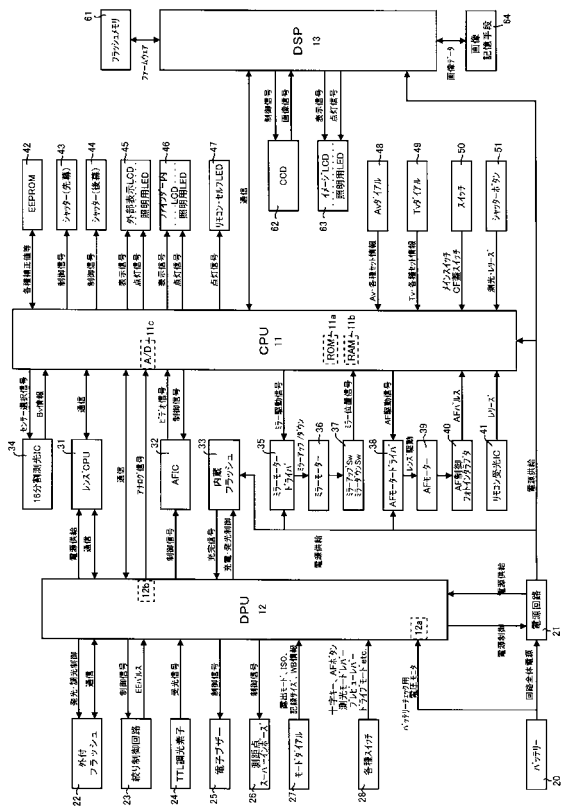 61
フラッシュメモリ
ファームウェア
DSP
13
画像データ
画像
記憶手段
64
制御信号
画像信号
CCD
62
表示信号
点灯信号
イメージLCD
照明用LED
63
通信
EEPROM
42
シャッター(先幕)
43
シャッター(後幕)
44
外部表示LCD
照明用LED
45
ファインダー内
LCD
照明用LED
46
リモコン・セルフLED
47
Avダイアル
48
Tvダイアル
49
スイッチ
50
シャッターボタン
51
各種補正値等
制御信号
制御信号
表示信号
点灯信号
表示信号
点灯信号
点灯信号
Av・各種セット情報
Tv・各種セット情報
メインスイッチ
CF蓋スイッチ
測光・レリーズ
A/D
11c
CPU
11
ROM
11a
RAM
11b
センサー選択信号
Bv情報
通信
通信
アナログ信号
ビデオ信号
制御信号
ミラー駆動信号
ミラー位置信号
AF駆動信号
AFパルス
レリーズ
34
16分割測光IC
31
レンズCPU
32
AFIC
33
内蔵
フラッシュ
35
ミラーモーター
ドライバ
ミラーモーター
36
ミラーアップ/ダウン
ミラーアップSw
ミラーダウンSw
37
38
AFモータードライバ
レンズ駆動
AFモーター
39
AF制御
フォトインタラプタ
40
リモコン受光IC
41
電源供給
通信
制御信号
充完信号
充電・発光制御
電源供給
電源供給
12b
DPU
12
12a
電源供給
電源制御
電源回路
21
発光・調光制御
通信
制御信号
EEパルス
受光信号
制御信号
制御信号
露出モード、ISO、
記録サイズ、WB情報
十字キー、AFボタン
測光モードレバー
プレビューレバー
ドライブモード etc.
バッテリーチェック用
電圧モニタ
回路全体電源
22
外付
フラッシュ
23
絞り制御回路
24
TTL調光素子
25
電子ブザー
26
測距点
スーパーインポーズ
27
モードダイアル
28
各種スイッチ
20
バッテリー